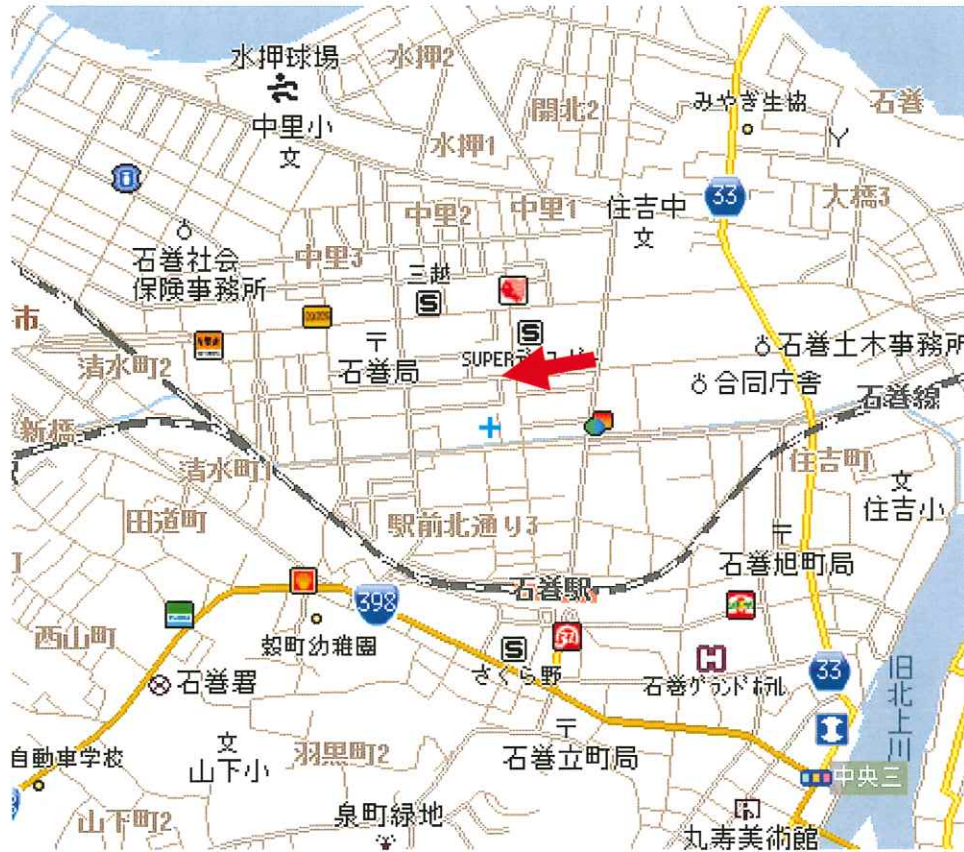 水押球場
水押2
中里小
文
開北2
みやぎ生協
石巻
水押1
Y
33
大橋3
中里2
中里1
住吉中
文
石巻社会
保険事務所
中里3
三越
S
市
〒
石巻局
S
SUPER
石巻土木事務所
清水町2
合同庁舎
石巻線
新橋
清水町1
住吉町
文
住吉小
田道町
駅前北通り3
〒
石巻旭町局
石巻駅
398
西山町
穀町幼稚園
S
さくら野
H
石巻グランドホテル
33
旧北上川
石巻署
〒
石巻立町局
自動車学校
文
山下小
羽黒町2
中央三
山下町2
泉町緑地
丸寿美術館